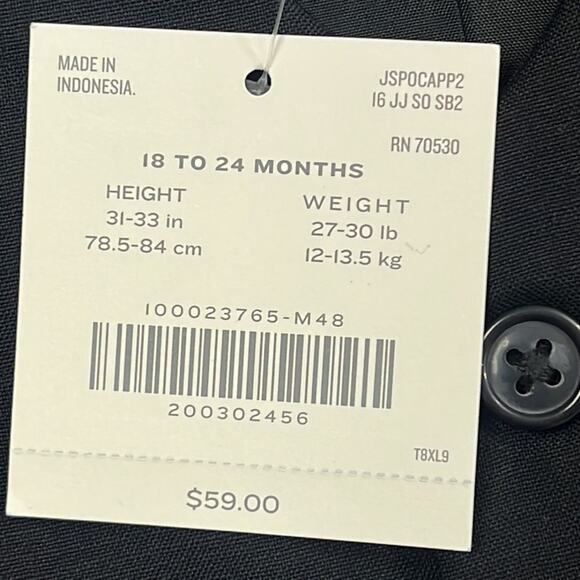 MADE IN
INDONESIA.
JSPOCAPP2
16 JJ SO SB2
RN 70530
18 TO 24 MONTHS
HEIGHT
31-33 in
78.5-84 cm
WEIGHT
27-30 lb
12-13.5 kg
100023765-M48
200302456
T8XL9
$59.00